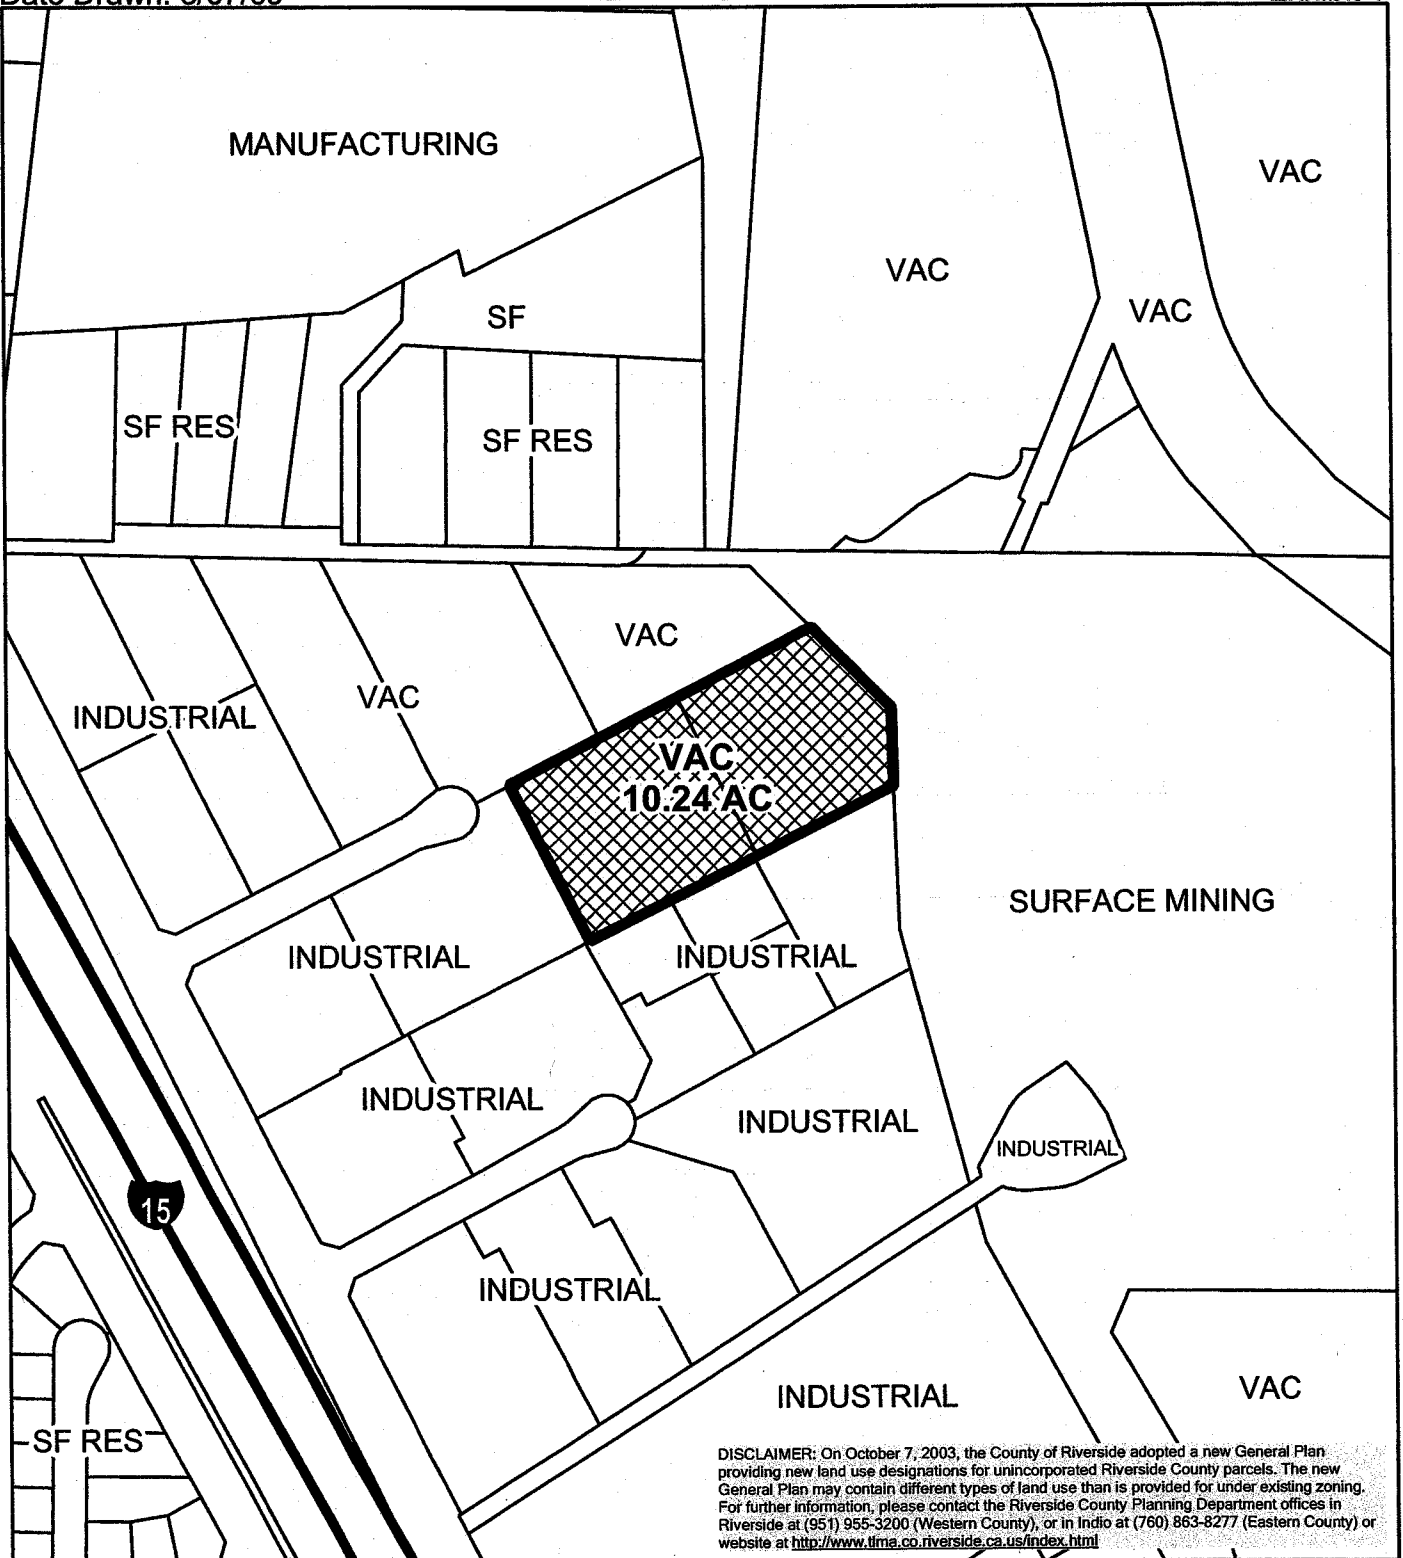 MANUFACTURING
VAC
VAC
SF
VAC
SF RES
SF RES
VAC
VAC
INDUSTRIAL
VAC
10.24 AC
SURFACE MINING
INDUSTRIAL
INDUSTRIAL
INDUSTRIAL
INDUSTRIAL
INDUSTRIAL
15
INDUSTRIAL
INDUSTRIAL
VAC
SF RES
DISCLAIMER: On October 7, 2003, the County of Riverside adopted a new General Plan
providing new land use designations for unincorporated Riverside County parcels. The new
General Plan may contain different types of land use than is provided for under existing zoning.
For further information, please contact the Riverside County Planning Department offices in
Riverside at (951) 955-3200 (Western County), or in Indio at (760) 863-8277 (Eastern County) or
website at http://www.tlma.co.riverside.ca.us/index.html